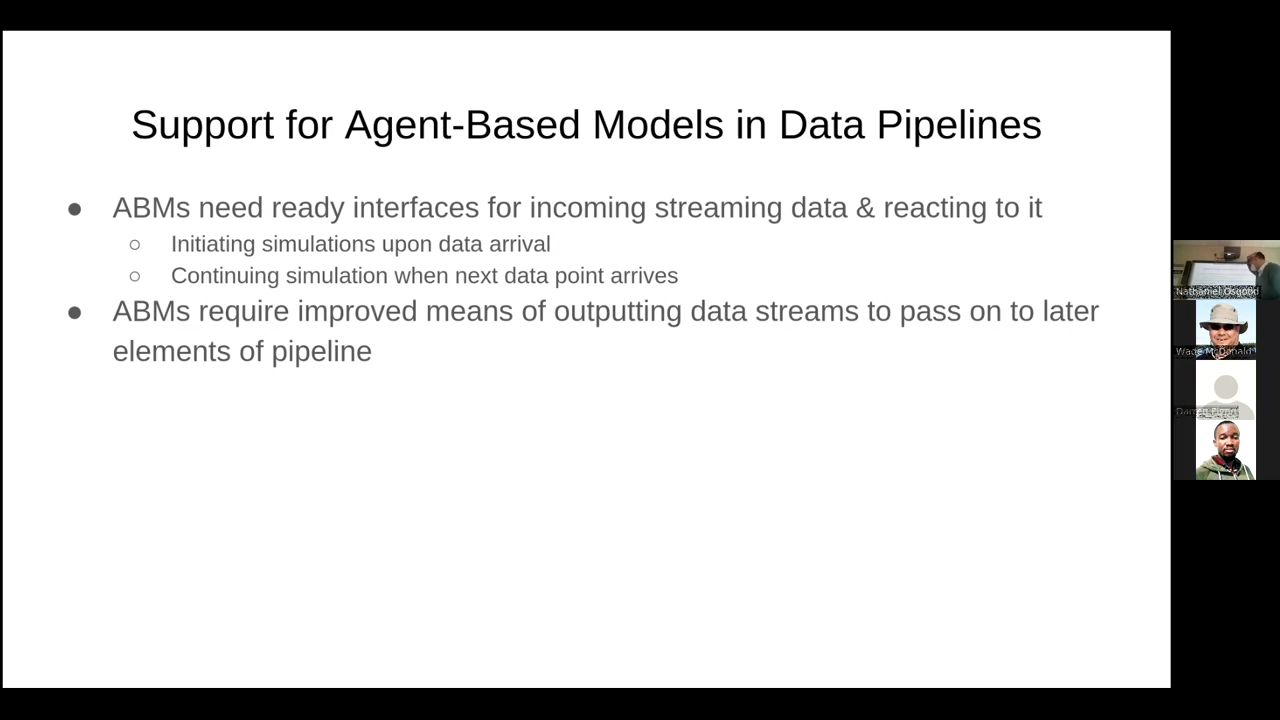 Support for Agent-Based Models in Data Pipelines
● ABMs need ready interfaces for incoming streaming data & reacting to it
○ Initiating simulations upon data arrival
○ Continuing simulation when next data point arrives
● ABMs require improved means of outputting data streams to pass on to later
elements of pipeline
Nathaniel Osgood
Wade McDonald